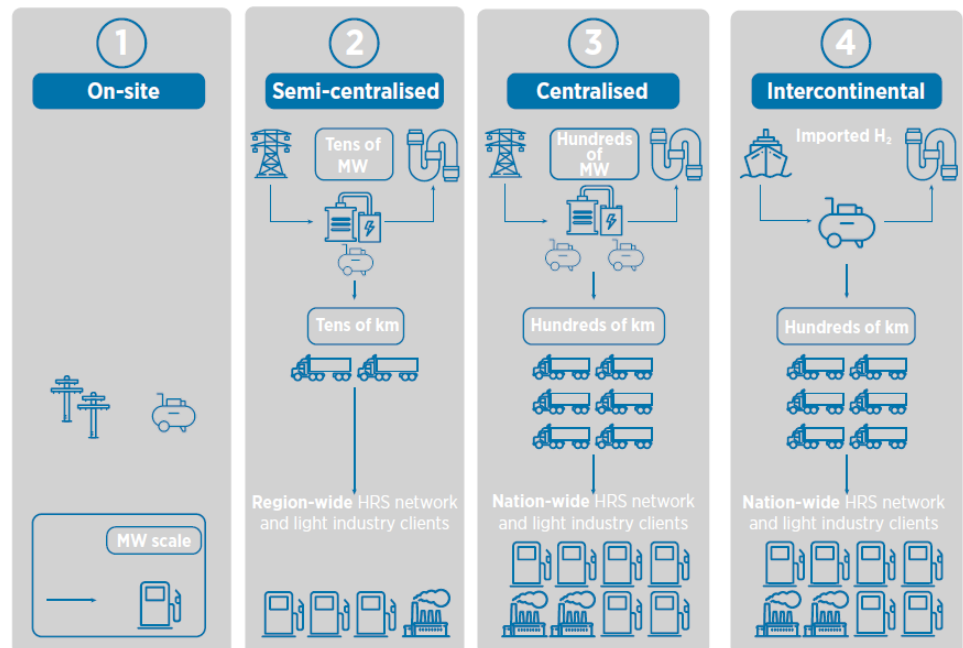 1
On-site
MW scale
2
Semi-centralised
Tens of
MW
Tens of km
Region-wide HRS network
and light industry clients
3
Centralised
Hundreds
of
MW
Hundreds of km
Nation-wide HRS network
and light industry clients
4
Intercontinental
Imported H₂
Hundreds of km
Nation-wide HRS network
and light industry clients